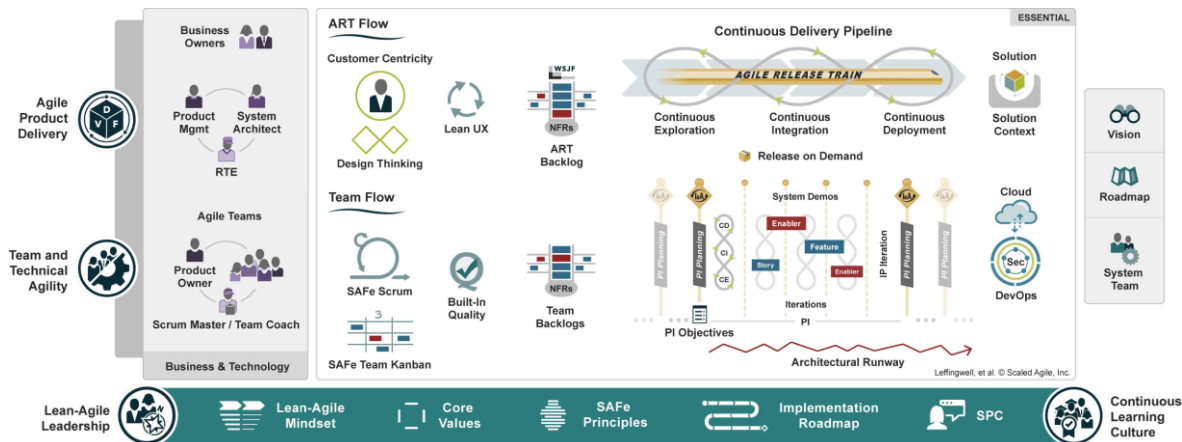 ESSENTIAL
Agile
Product
Delivery
D
V
F
Team and
Technical
Agility
Business
Owners
Product
Mgmt
System
Architect
RTE
Agile Teams
Product
Owner
Scrum Master / Team Coach
Business & Technology
ART Flow
Customer Centricity
Design Thinking
Lean UX
WSJF
NFRs
ART
Backlog
Team Flow
SAFe Scrum
3
SAFe Team Kanban
Built-In
Quality
NFRs
Team
Backlogs
Continuous Delivery Pipeline
AGILE RELEASE TRAIN
Continuous
Exploration
Continuous
Integration
Continuous
Deployment
Release on Demand
Solution
Solution
Context
I&A
PI Planning
I&A
PI Planning
CD
CI
CE
System Demos
Enabler
Story
Feature
Enabler
Iterations
IP Iteration
I&A
PI Planning
I&A
PI Planning
PI Objectives
PI
Architectural Runway
Cloud
Sec
DevOps
Leffingwell, et al. © Scaled Agile, Inc.
Vision
Roadmap
System
Team
Lean-Agile
Leadership
N
Lean-Agile
Mindset
Core
Values
SAFe
Principles
Implementation
Roadmap
SPC
Continuous
Learning
Culture